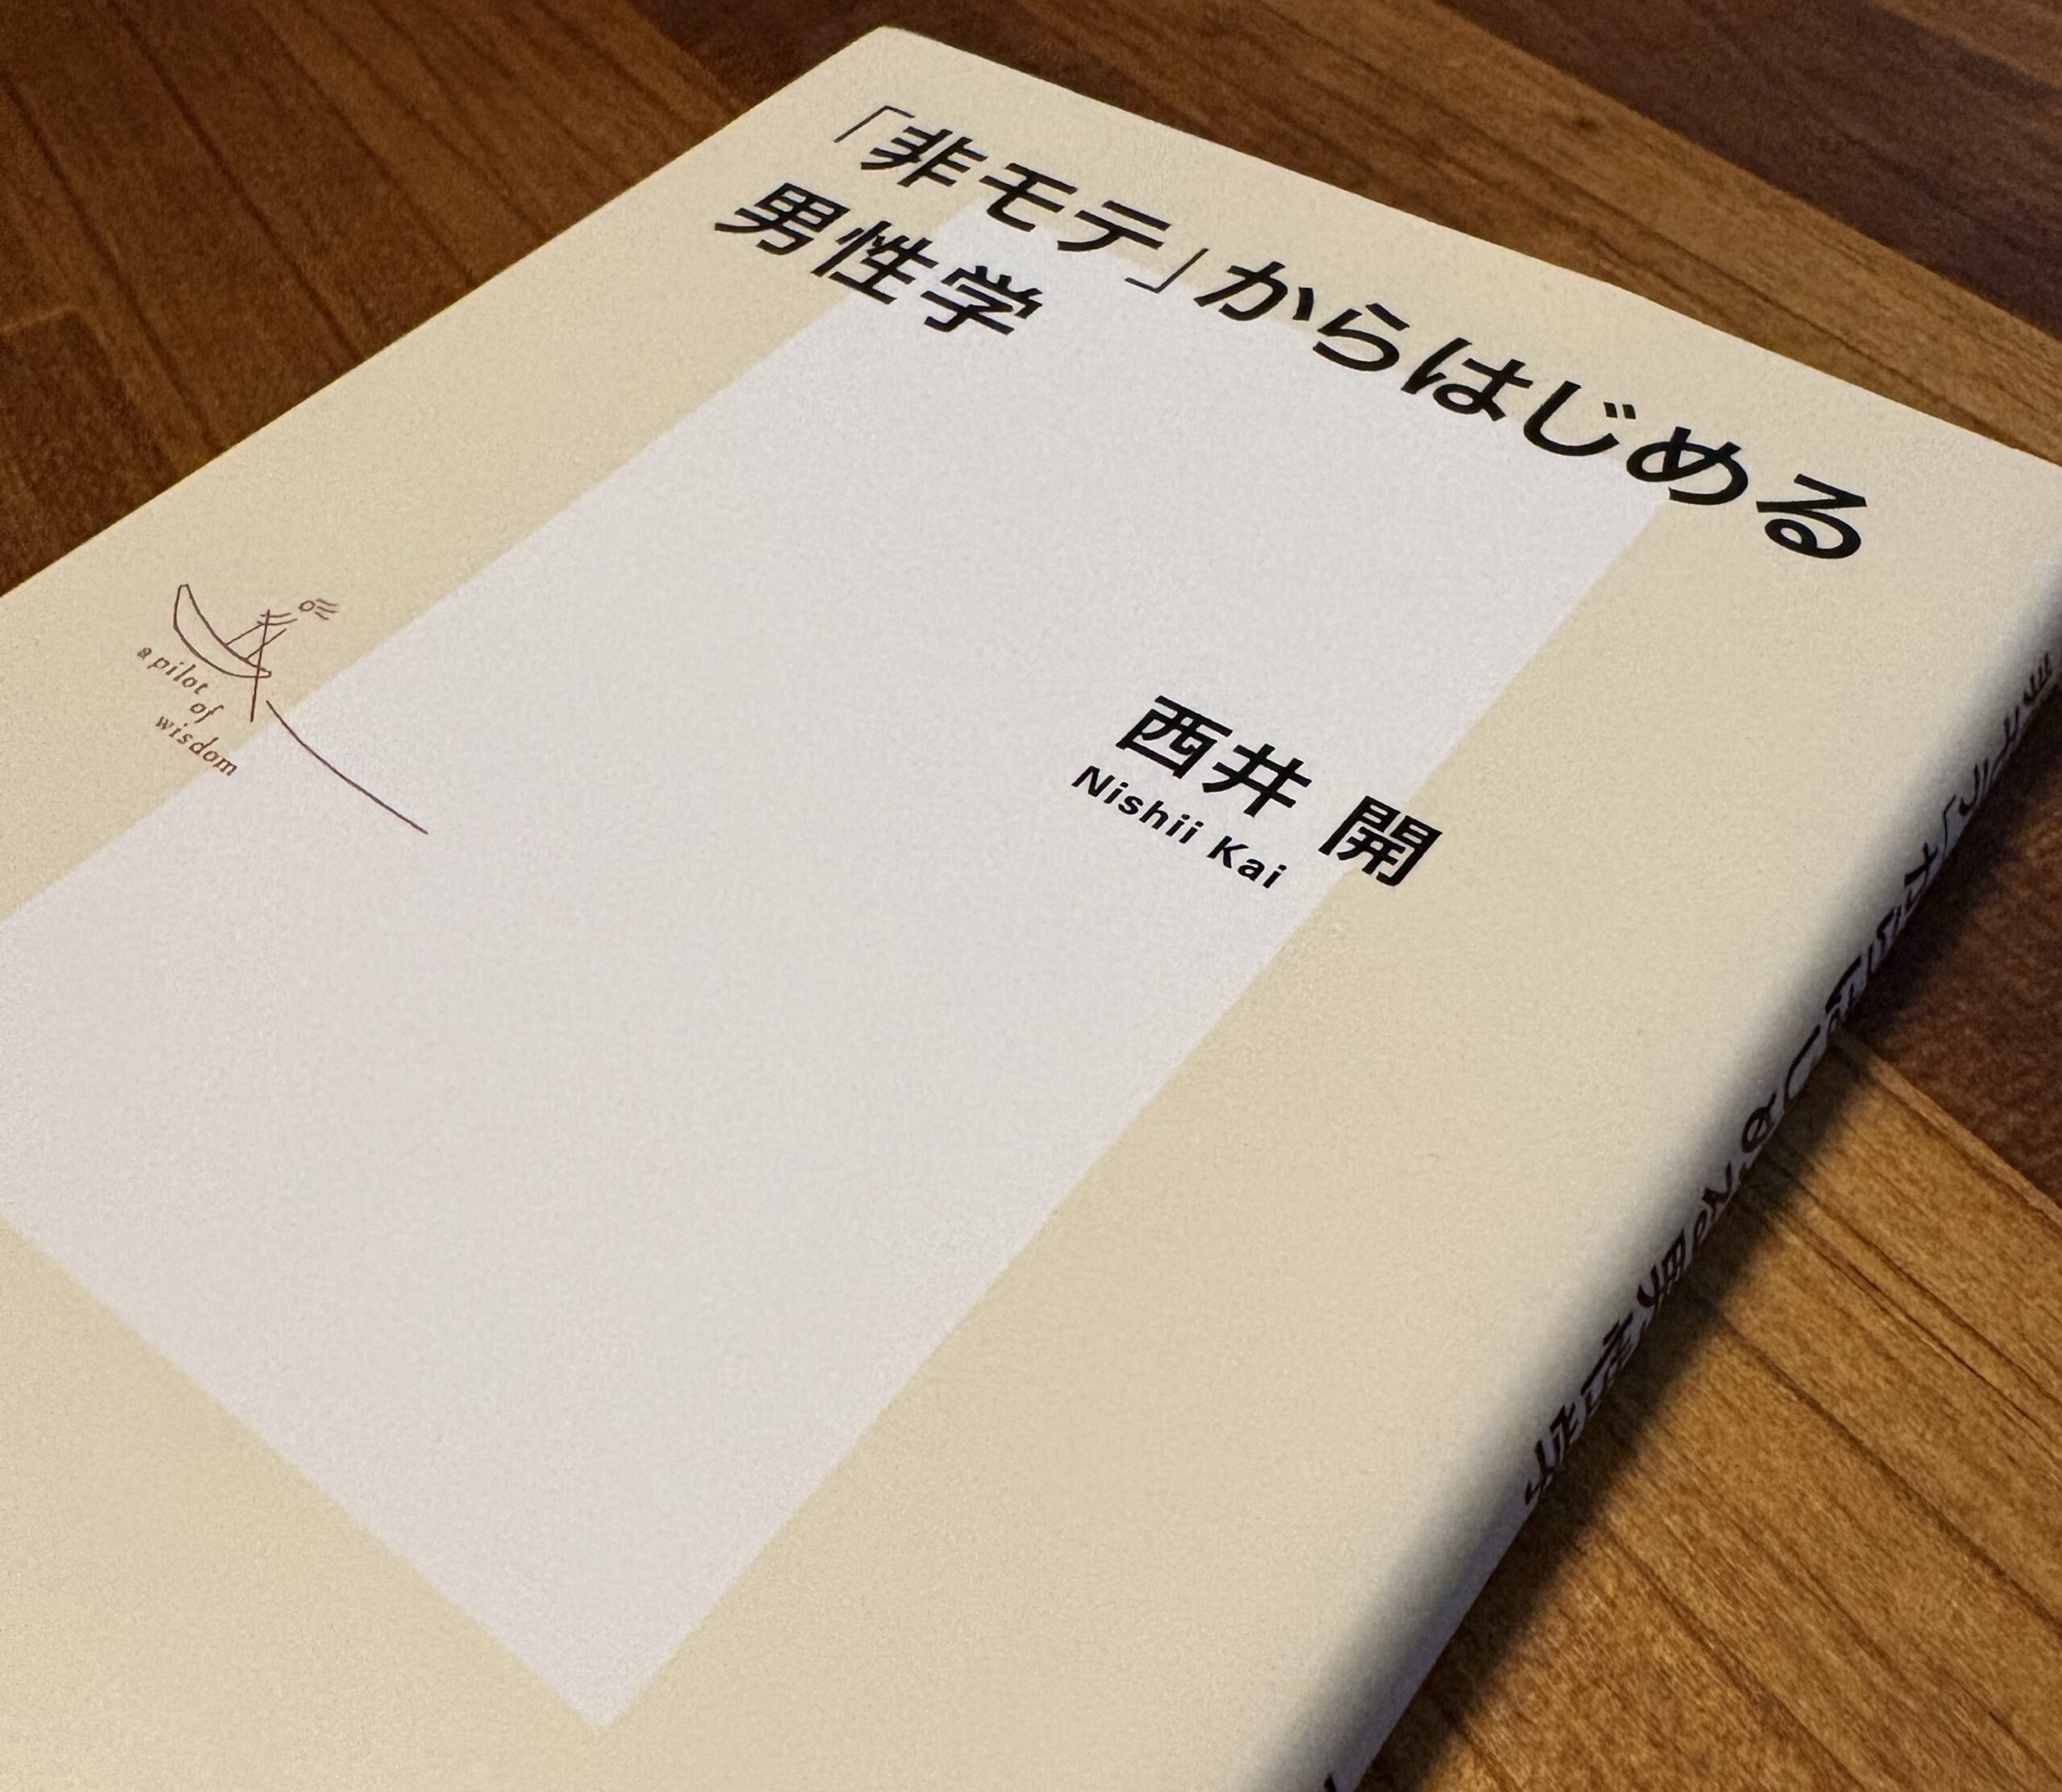 「非モテ」からはじめる
男性学
西井 開
Nishii Kai
a pilot
of
wisdom